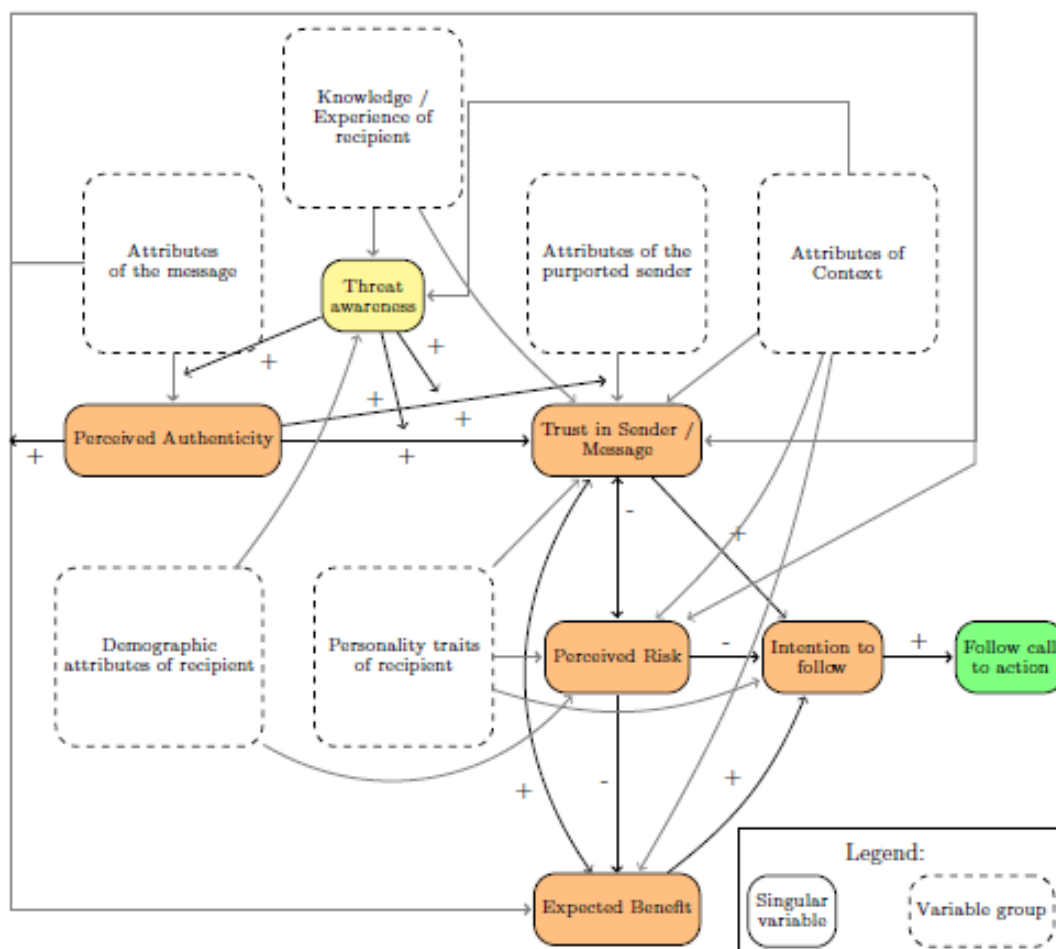 Knowledge /
Experience of
recipient
Attributes
of the message
Attributes of the
purported sender
Attributes of
Context
Threat
awareness
+
+
+
+
Perceived Authenticity
Trust in Sender /
Message
+
+
-
+
Demographic
attributes of recipient
Personality traits
of recipient
Perceived Risk
-
Intention to
follow
+
Follow call
to action
+
-
+
Expected Benefit
Legend:
Singular
variable
Variable group